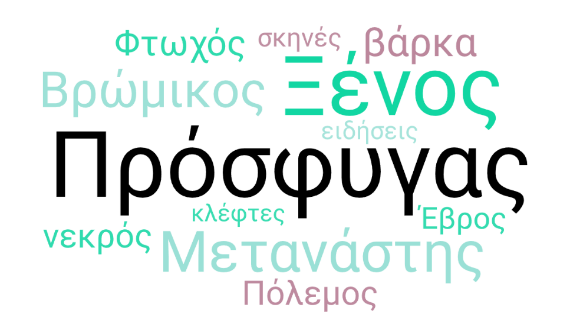 Φτωχός σκηνές βάρκα
Βρώμικος Ξένος
ειδήσεις
Πρόσφυγας
κλέφτες Έβρος
νεκρός Μετανάστης
Πόλεμος